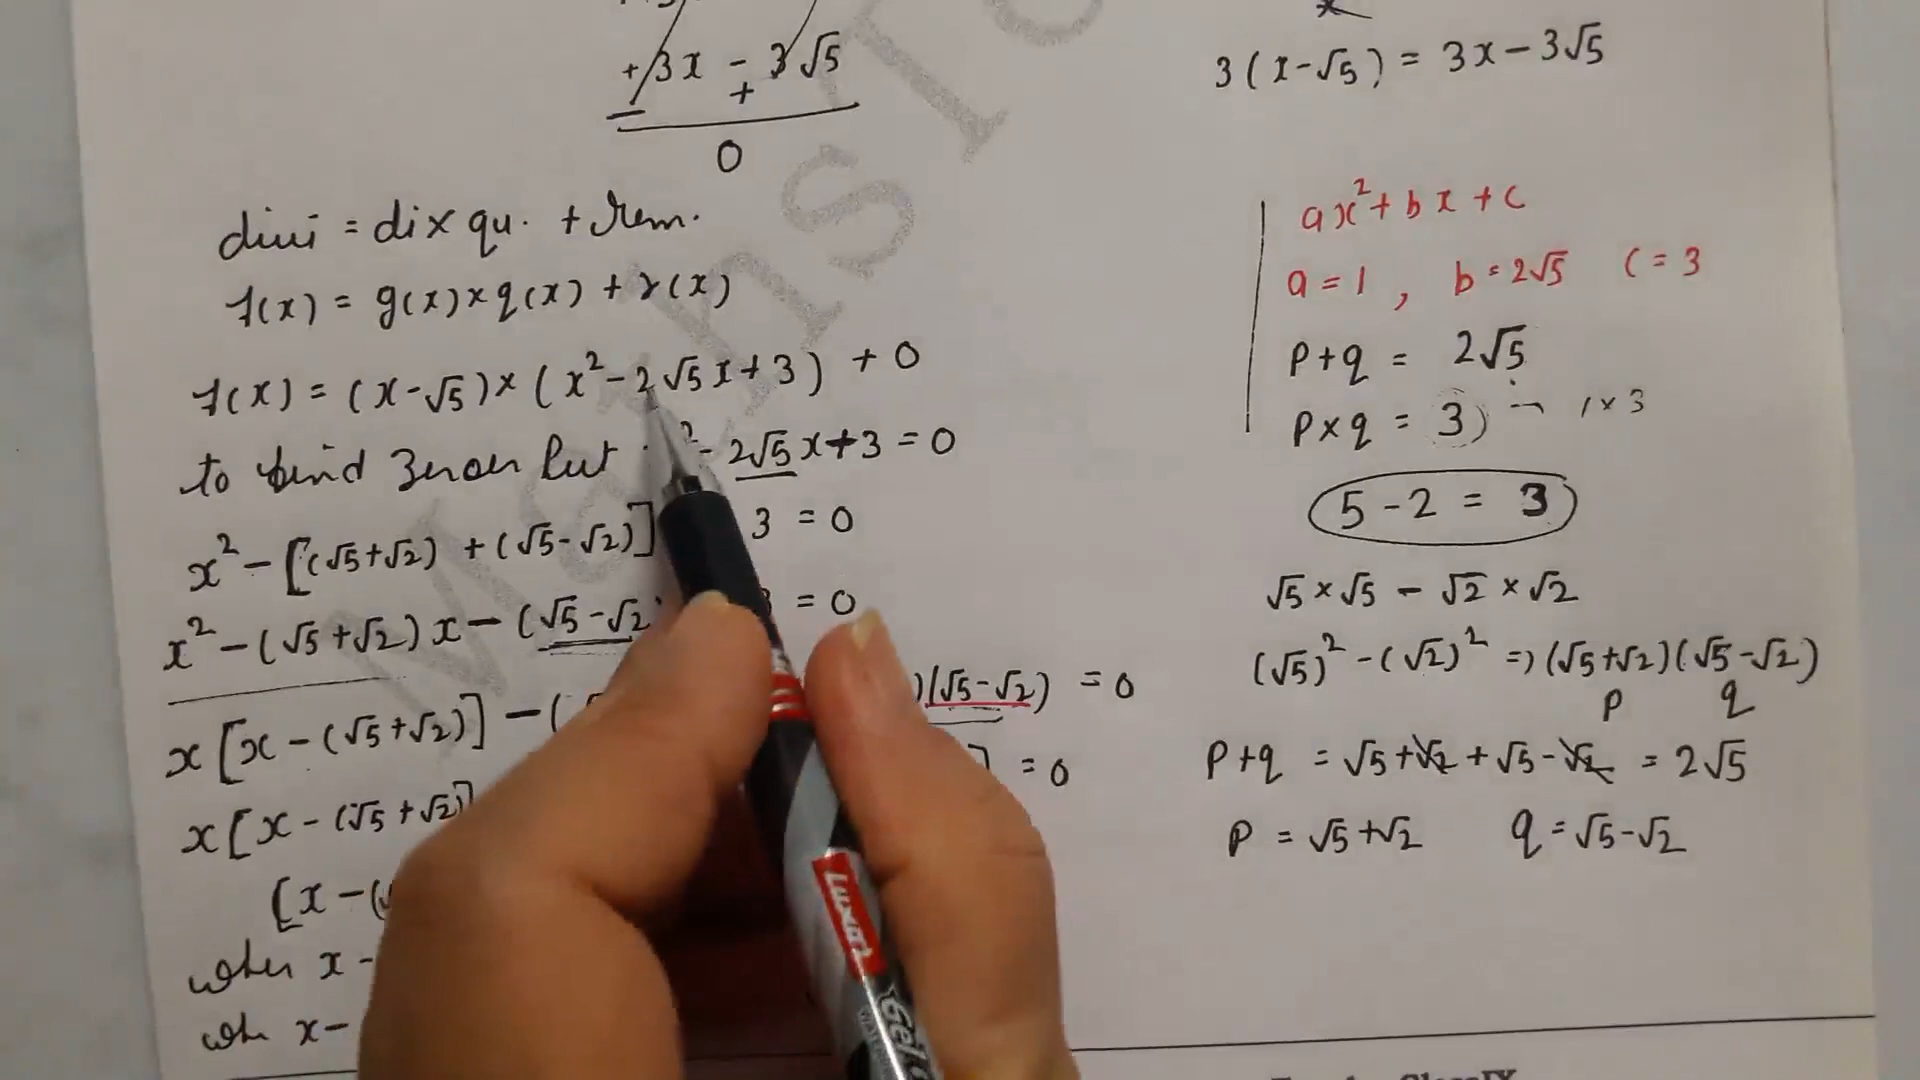 +3x - 3√5
- +
0
divi = di x qu. + rem.
f(x) = g(x) x q(x) + r(x)
f(x) = (x-√5) x (x² - 2√5x + 3) + 0
to find Zeroes Put - 2√5x + 3 = 0
x² - [(√5+√2) + (√5-√2)] 3 = 0
x² - (√5+√2)x - (√5-√2 = 0
x[x - (√5+√2)] - ( )(√5-√2) = 0
x[x - (√5+√2)] ] = 0
[x - (
when x -
whe x -
3(x-√5) = 3x - 3√5
ax² + bx + c
a = 1, b = 2√5 c = 3
p+q = 2√5
p x q = 3) → 1 x 3
5 - 2 = 3
√5 x √5 - √2 x √2
(√5)² - (√2)² => (√5+√2)(√5-√2)
p q
p+q = √5+√2 + √5-√2 = 2√5
p = √5+√2 q = √5-√2
Luxor
Gel